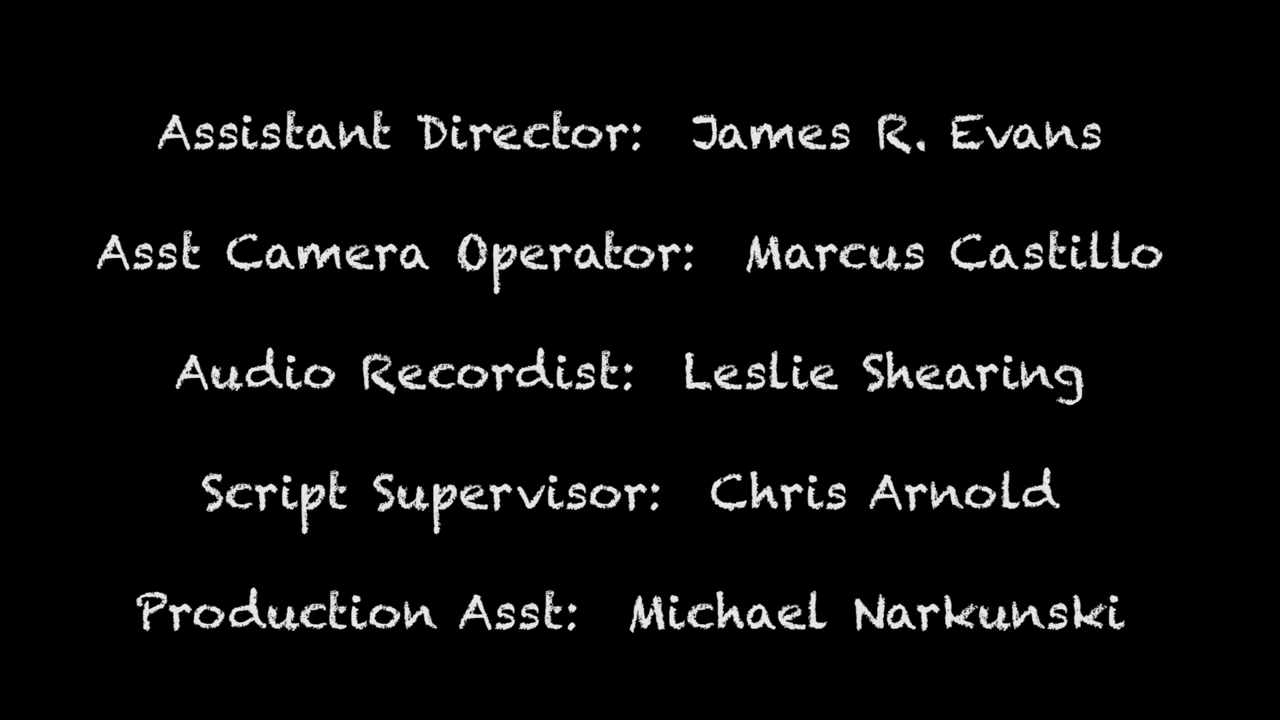 Assistant Director: James R. Evans
Asst Camera Operator: Marcus Castillo
Audio Recordist: Leslie Shearing
Script Supervisor: Chris Arnold
Production Asst: Michael Narkunski